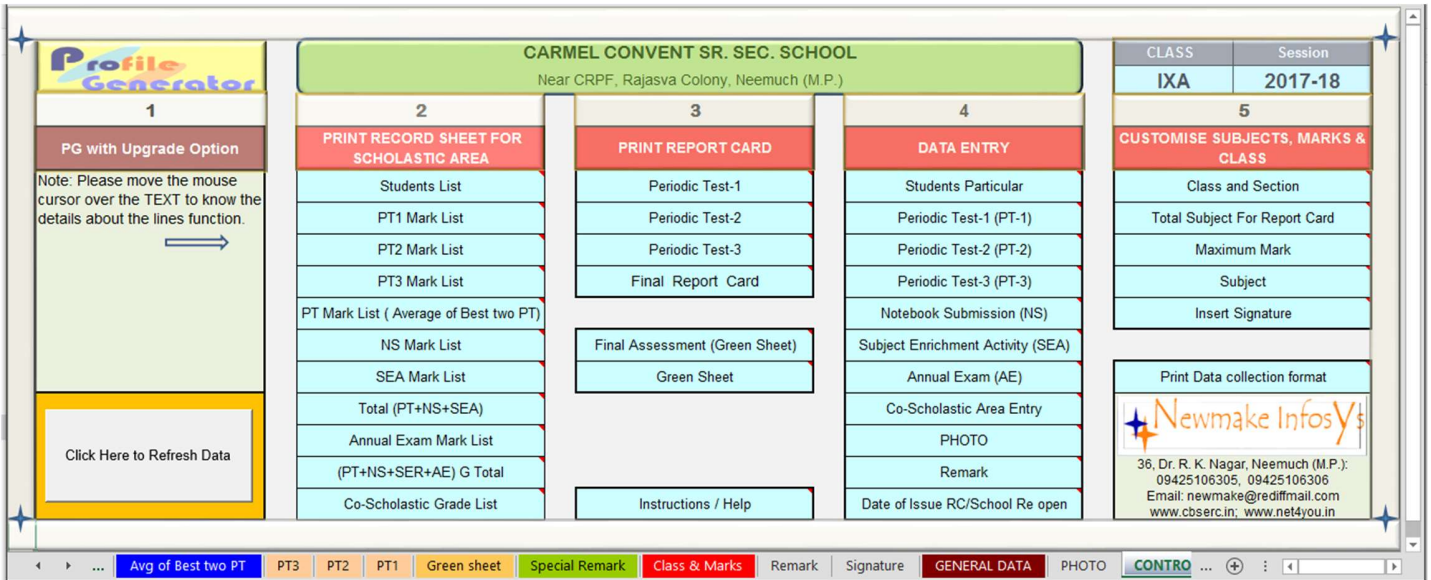 Profile
Generator
CARMEL CONVENT SR. SEC. SCHOOL
Near CRPF, Rajasva Colony, Neemuch (M.P.)
CLASS
Session
IXA
2017-18
1
PG with Upgrade Option
Note: Please move the mouse
cursor over the TEXT to know the
details about the lines function.
Click Here to Refresh Data
2
PRINT RECORD SHEET FOR
SCHOLASTIC AREA
Students List
PT1 Mark List
PT2 Mark List
PT3 Mark List
PT Mark List ( Average of Best two PT)
NS Mark List
SEA Mark List
Total (PT+NS+SEA)
Annual Exam Mark List
(PT+NS+SER+AE) G Total
Co-Scholastic Grade List
3
PRINT REPORT CARD
Periodic Test-1
Periodic Test-2
Periodic Test-3
Final Report Card
Final Assessment (Green Sheet)
Green Sheet
Instructions / Help
4
DATA ENTRY
Students Particular
Periodic Test-1 (PT-1)
Periodic Test-2 (PT-2)
Periodic Test-3 (PT-3)
Notebook Submission (NS)
Subject Enrichment Activity (SEA)
Annual Exam (AE)
Co-Scholastic Area Entry
PHOTO
Remark
Date of Issue RC/School Re open
5
CUSTOMISE SUBJECTS, MARKS &
CLASS
Class and Section
Total Subject For Report Card
Maximum Mark
Subject
Insert Signature
Print Data collection format
Newmake InfosYs
36, Dr. R. K. Nagar, Neemuch (M.P.):
09425106305, 09425106306
Email: newmake@rediffmail.com
www.cbserc.in; www.net4you.in
... Avg of Best two PT PT3 PT2 PT1 Green sheet Special Remark Class & Marks Remark Signature GENERAL DATA PHOTO CONTRO ...